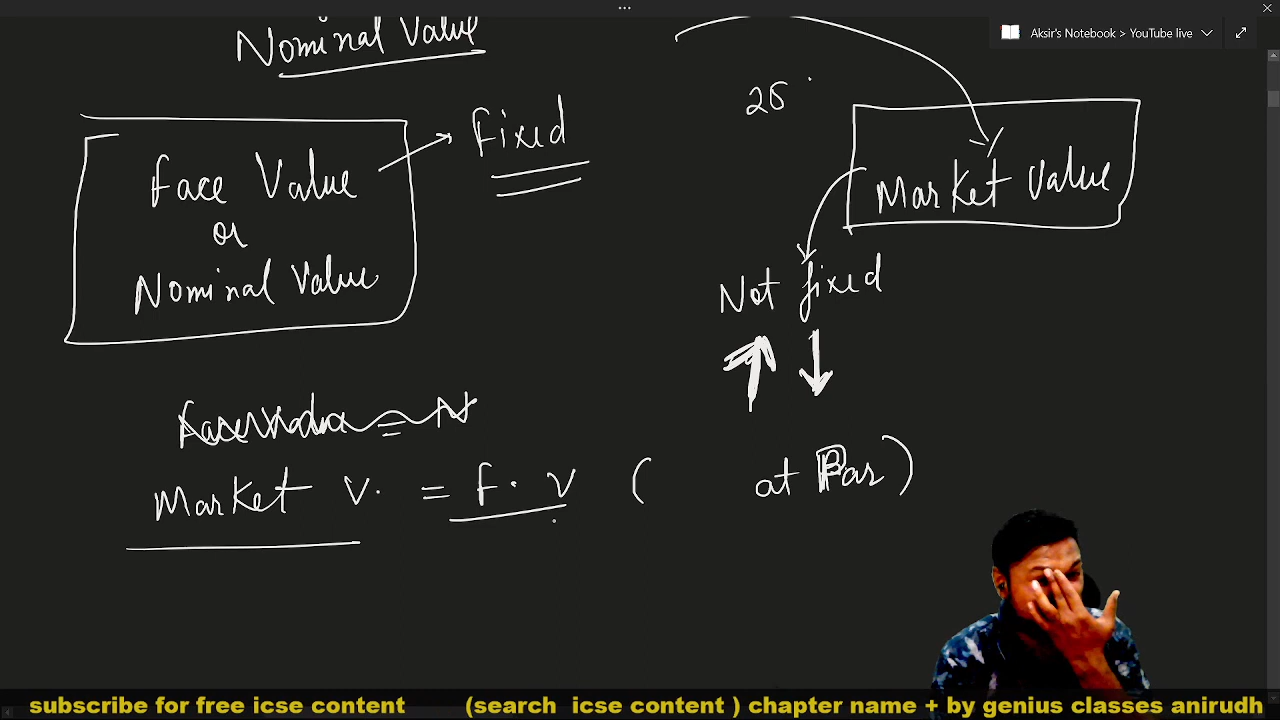 Aksir's Notebook > YouTube live
Nominal Value
Fixed
26
Face Value
or
Nominal Value
Market Value
Not fixed
Market V. = F. V ( at Par)
subscribe for free icse content (search icse content ) chapter name + by genius classes anirudh